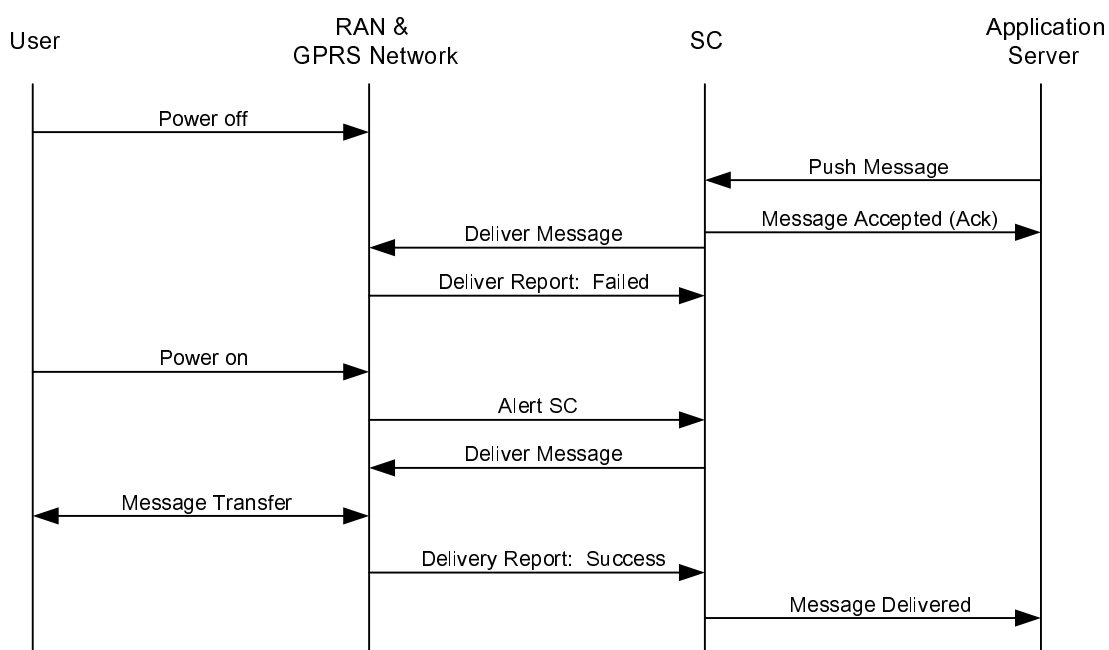 User
RAN &
GPRS Network
SC
Application
Server
Power off
Push Message
Message Accepted (Ack)
Deliver Message
Deliver Report: Failed
Power on
Alert SC
Deliver Message
Message Transfer
Delivery Report: Success
Message Delivered